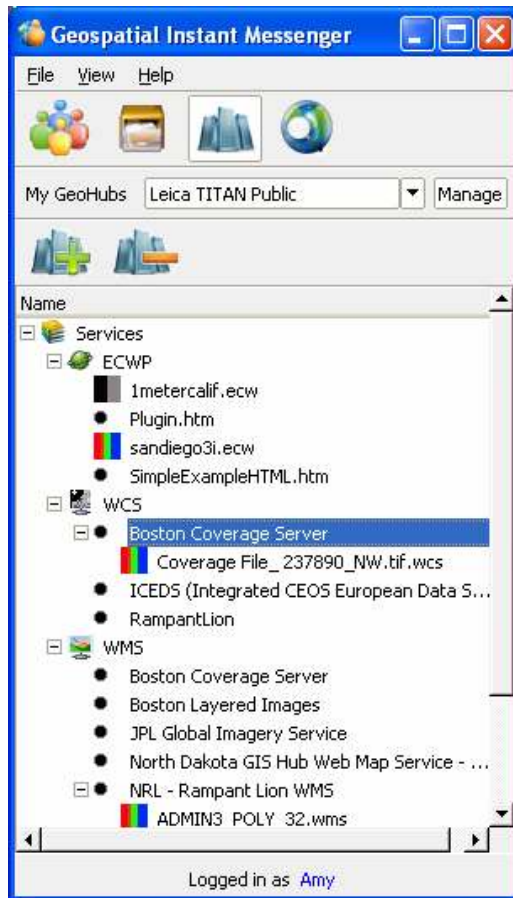 Geospatial Instant Messenger
File View Help
My GeoHubs Leica TITAN Public Manage
Name
Services
ECWP
1metercalif.ecw
Plugin.htm
sandiego3i.ecw
SimpleExampleHTML.htm
WCS
Boston Coverage Server
Coverage File_ 237890_NW.tif.wcs
ICEDS (Integrated CEOS European Data S...
RampantLion
WMS
Boston Coverage Server
Boston Layered Images
JPL Global Imagery Service
North Dakota GIS Hub Web Map Service - ...
NRL - Rampant Lion WMS
ADMIN3_POLY_32.wms
Logged in as Amy